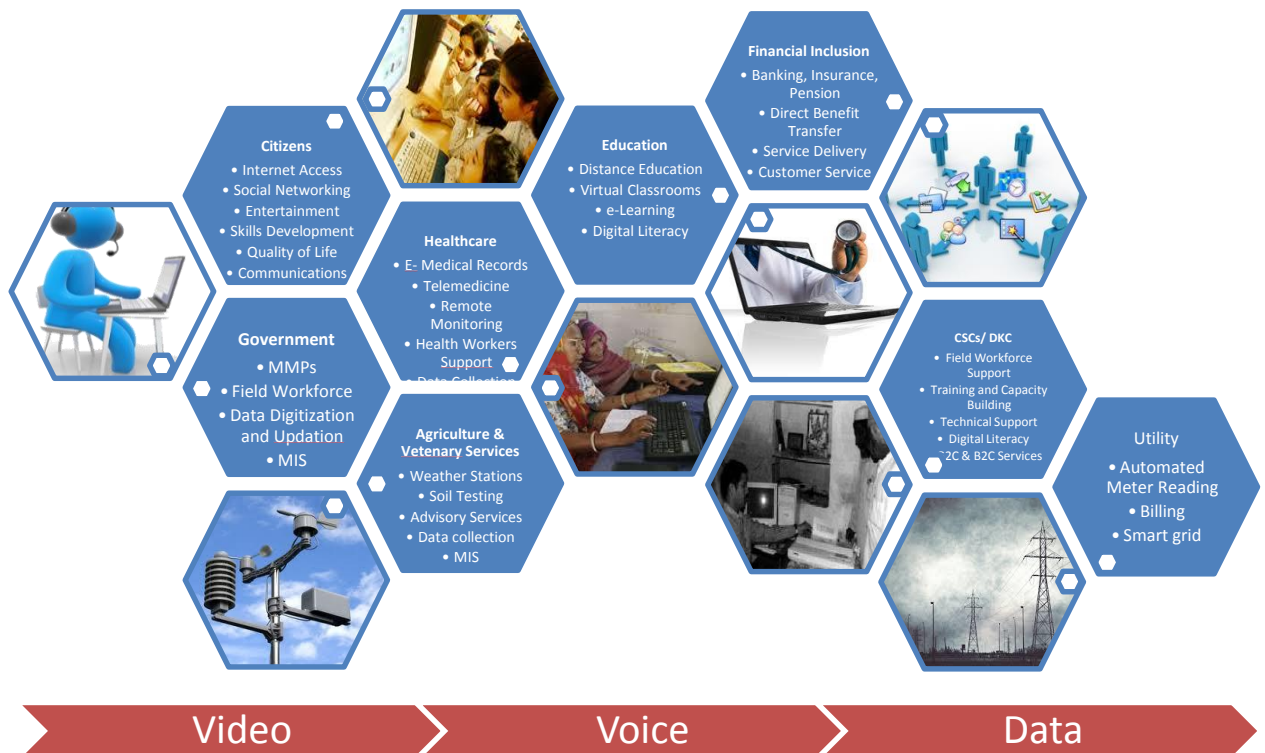 Citizens
• Internet Access
• Social Networking
• Entertainment
• Skills Development
• Quality of Life
• Communications
Government
• MMPs
• Field Workforce
• Data Digitization
and Updation
• MIS
Healthcare
• E- Medical Records
• Telemedicine
• Remote
Monitoring
• Health Workers
Support
• Data Collection
Agriculture &
Vetenary Services
• Weather Stations
• Soil Testing
• Advisory Services
• Data collection
• MIS
Education
• Distance Education
• Virtual Classrooms
• e-Learning
• Digital Literacy
Financial Inclusion
• Banking, Insurance,
Pension
• Direct Benefit
Transfer
• Service Delivery
• Customer Service
CSCs/ DKC
• Field Workforce
Support
• Training and Capacity
Building
• Technical Support
• Digital Literacy
& B2C Services
Utility
• Automated
Meter Reading
• Billing
• Smart grid
Video
Voice
Data